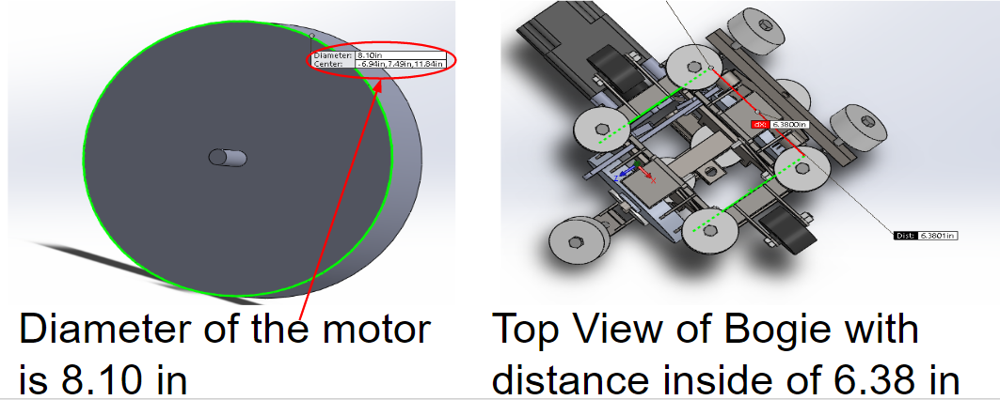 Diameter: 8.10in
Center: -6.94in,7.49in,11.84in
dX: 6.3800in
Z
X
Dist: 6.3801in
Diameter of the motor
is 8.10 in
Top View of Bogie with
distance inside of 6.38 in